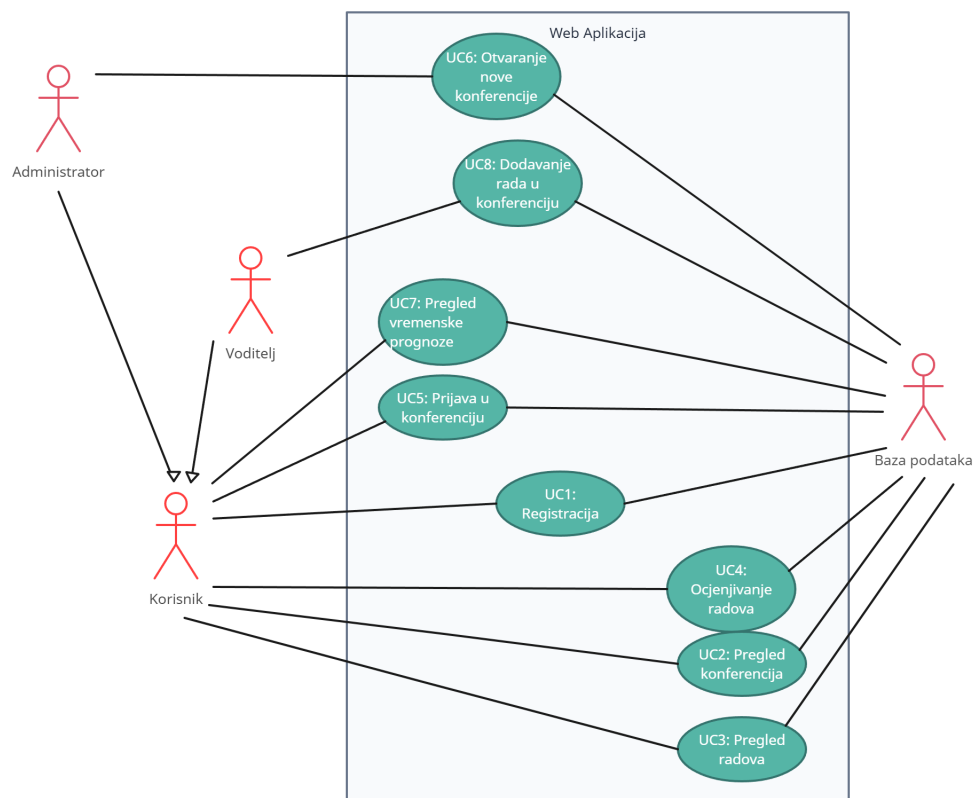 Web Aplikacija
UC6: Otvaranje
nove
konferencije
Administrator
UC8: Dodavanje
rada u
konferenciju
Voditelj
UC7: Pregled
vremenske
prognoze
UC5: Prijava u
konferenciju
Baza podataka
UC1:
Registracija
Korisnik
UC4:
Ocjenjivanje
radova
UC2: Pregled
konferencija
UC3: Pregled
radova